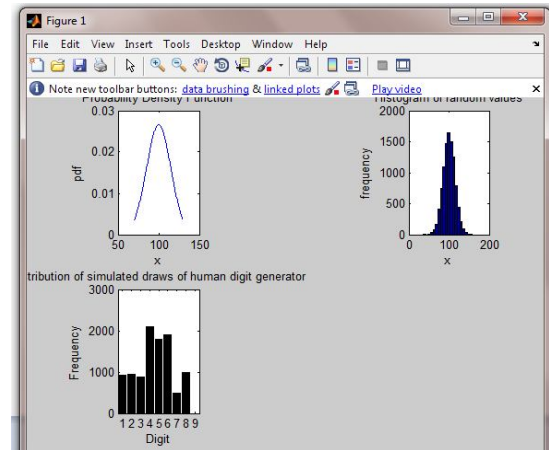 Figure 1
File Edit View Insert Tools Desktop Window Help
Note new toolbar buttons: data brushing & linked plots Play video
Probability Density Function
0.03
0.02
0.01
0
pdf
50 100 150
x
Histogram of random values
2000
1500
1000
500
0
frequency
0 100 200
x
tribution of simulated draws of human digit generator
3000
2000
1000
0
Frequency
1 2 3 4 5 6 7 8 9
Digit